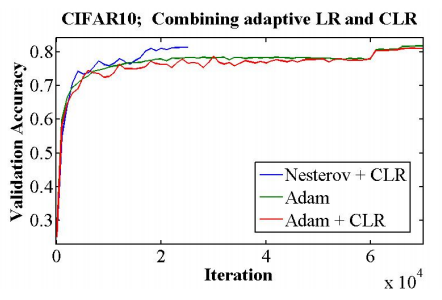 CIFAR10; Combining adaptive LR and CLR
Validation Accuracy
0.8
0.7
0.6
0.5
0.4
0.3
Nesterov + CLR
Adam
Adam + CLR
0
2
4
6
Iteration
x 10^4